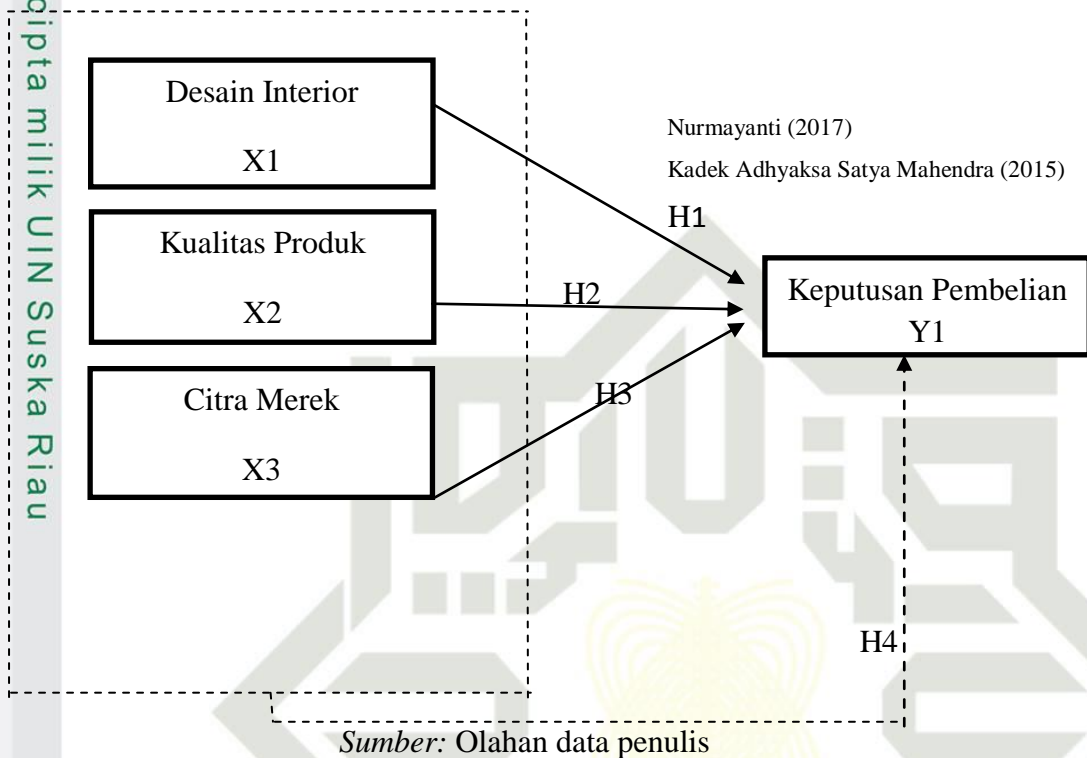 cipta milik UIN Suska Riau
Desain Interior
X1
Kualitas Produk
X2
Citra Merek
X3
Nurmayanti (2017)
Kadek Adhyaksa Satya Mahendra (2015)
H1
H2
H3
Keputusan Pembelian
Y1
H4
Sumber: Olahan data penulis